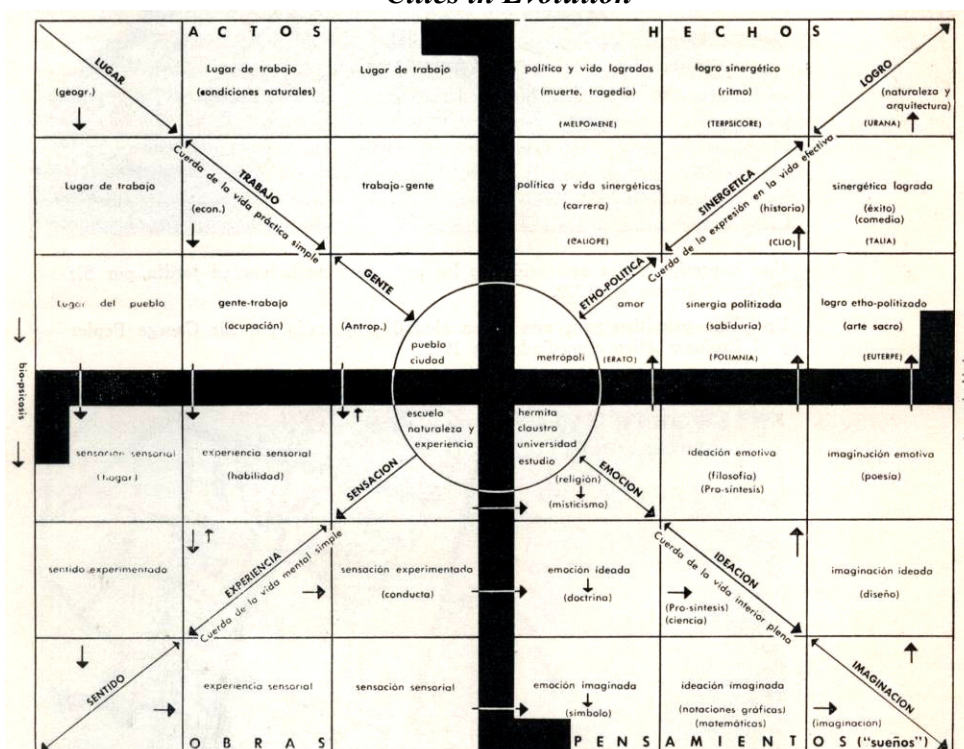 Cities in Evolution
ACTOS
HECHOS
LUGAR
(geogr.)
Lugar de trabajo
(condiciones naturales)
Lugar de trabajo
política y vida logradas
(muerte, tragedia)
(MELPOMENE)
logro sinergético
(ritmo)
(TERPSICORE)
LOGRO
(naturaleza y
arquitectura)
(URANA)
Lugar de trabajo
Cuerda de la vida práctica simple
TRABAJO
(econ.)
trabajo-gente
política y vida sinergéticas
(carrera)
(CALIOPE)
SINERGETICA
Cuerda de la expresión en la vida efectiva
(historia)
(CLIO)
sinergética lograda
(éxito)
(comedia)
(TALIA)
Lugar del pueblo
gente-trabajo
(ocupación)
GENTE
(Antrop.)
pueblo
ciudad
ETHO-POLITICA
metrópoli
amor
(ERATO)
sinergia politizada
(sabiduría)
(POLIMNIA)
logro etho-politizado
(arte sacro)
(EUTERPE)
bio-psicosis
sensación sensorial
(hogar)
experiencia sensorial
(habilidad)
SENSACION
escuela
naturaleza y
experiencia
hermita
claustro
universidad
estudio
(religión)
(misticismo)
EMOCION
ideación emotiva
(filosofía)
(Pro-síntesis)
imaginación emotiva
(poesía)
sentido experimentado
EXPERIENCIA
Cuerda de la vida mental simple
sensación experimentada
(conducta)
emoción ideada
(doctrina)
IDEACION
Cuerda de la vida interior plena
(Pro-síntesis)
(ciencia)
imaginación ideada
(diseño)
SENTIDO
experiencia sensorial
sensación sensorial
emoción imaginada
(símbolo)
ideación imaginada
(notaciones gráficas)
(matemáticas)
IMAGINACION
(imaginación)
OBRAS
PENSAMIENTOS ("sueños")